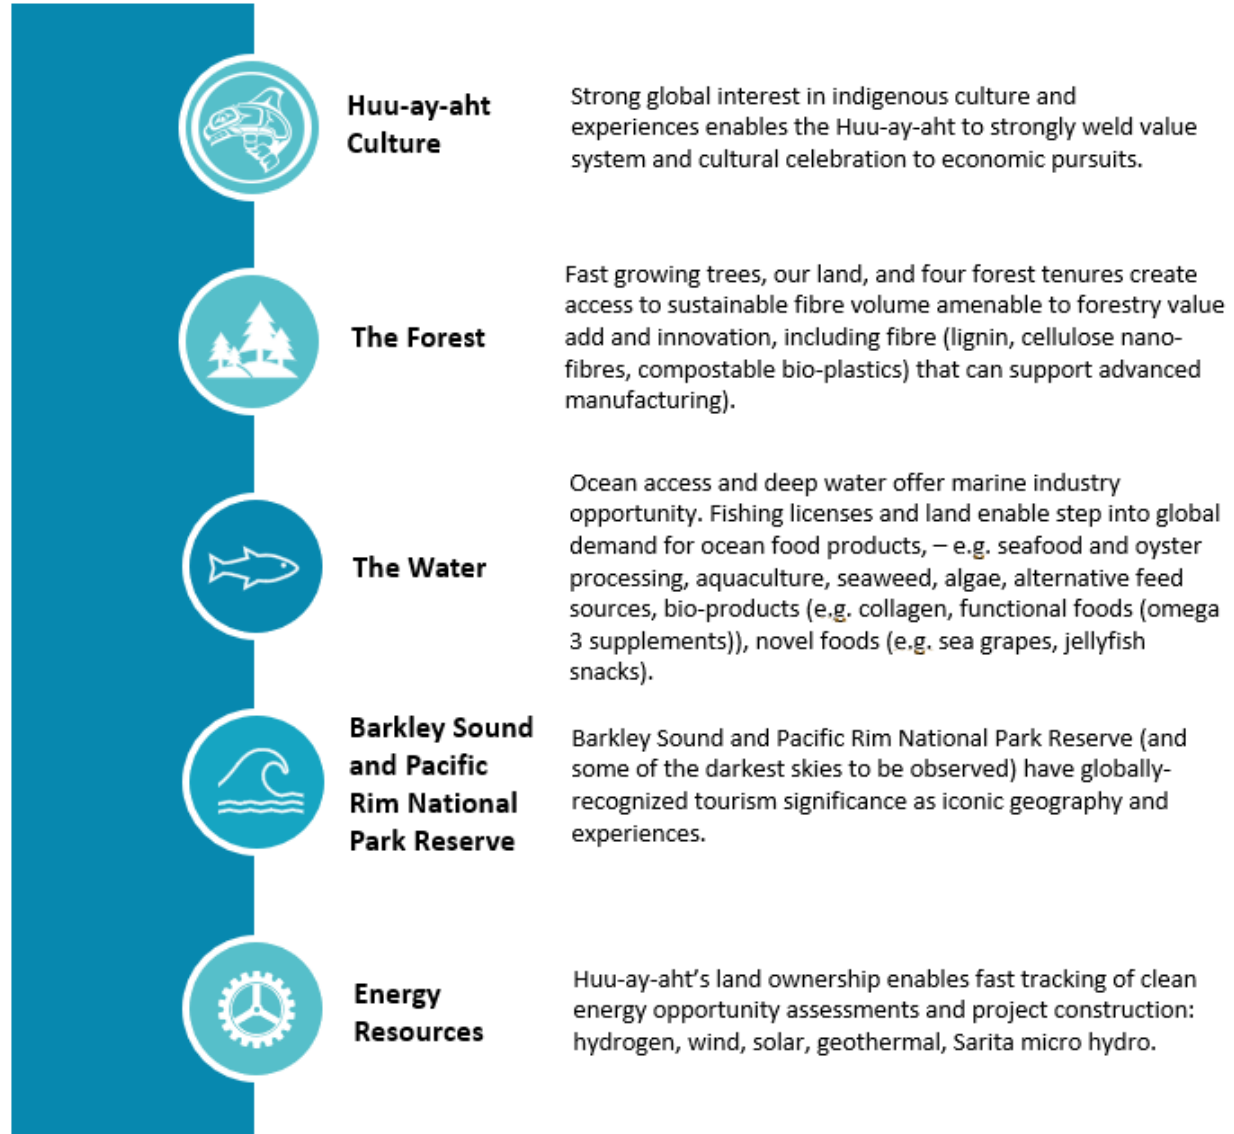 Huu-ay-aht
Culture
Strong global interest in indigenous culture and
experiences enables the Huu-ay-aht to strongly weld value
system and cultural celebration to economic pursuits.
The Forest
Fast growing trees, our land, and four forest tenures create
access to sustainable fibre volume amenable to forestry value
add and innovation, including fibre (lignin, cellulose nano-
fibres, compostable bio-plastics) that can support advanced
manufacturing).
The Water
Ocean access and deep water offer marine industry
opportunity. Fishing licenses and land enable step into global
demand for ocean food products, – e.g. seafood and oyster
processing, aquaculture, seaweed, algae, alternative feed
sources, bio-products (e.g. collagen, functional foods (omega
3 supplements)), novel foods (e.g. sea grapes, jellyfish
snacks).
Barkley Sound
and Pacific
Rim National
Park Reserve
Barkley Sound and Pacific Rim National Park Reserve (and
some of the darkest skies to be observed) have globally-
recognized tourism significance as iconic geography and
experiences.
Energy
Resources
Huu-ay-aht’s land ownership enables fast tracking of clean
energy opportunity assessments and project construction:
hydrogen, wind, solar, geothermal, Sarita micro hydro.